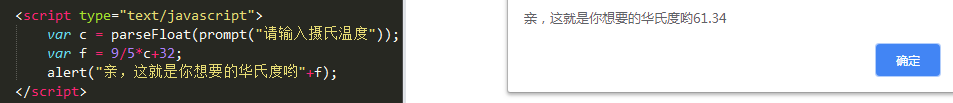 <script type="text/javascript">
var c = parseFloat(prompt("请输入摄氏温度"));
var f = 9/5*c+32;
alert("亲，这就是你想要的华氏度哟"+f);
</script>
亲，这就是你想要的华氏度哟61.34
确定